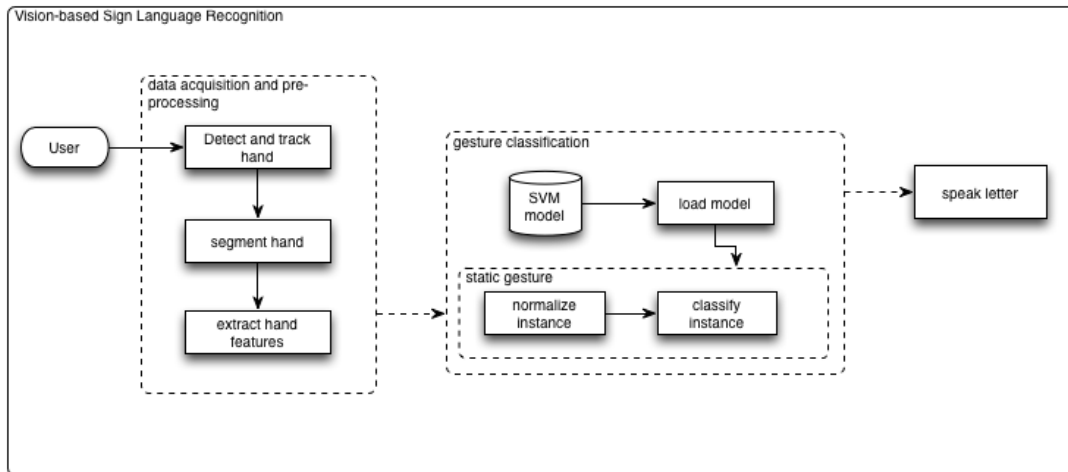 Vision-based Sign Language Recognition
data acquisition and pre-
processing
User
Detect and track
hand
segment hand
extract hand
features
gesture classification
SVM
model
load model
static gesture
normalize
instance
classify
instance
speak letter